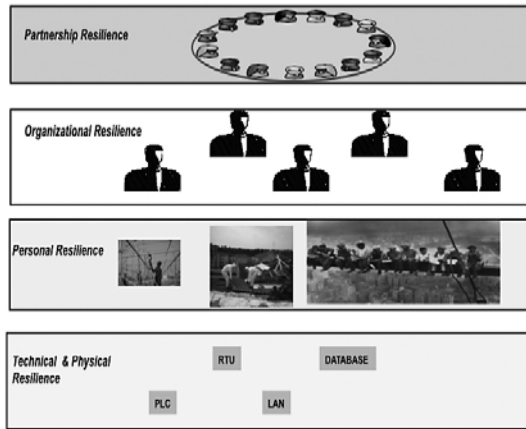 Partnership Resilience
Organizational Resilience
Personal Resilience
Technical & Physical
Resilience
RTU
DATABASE
PLC
LAN